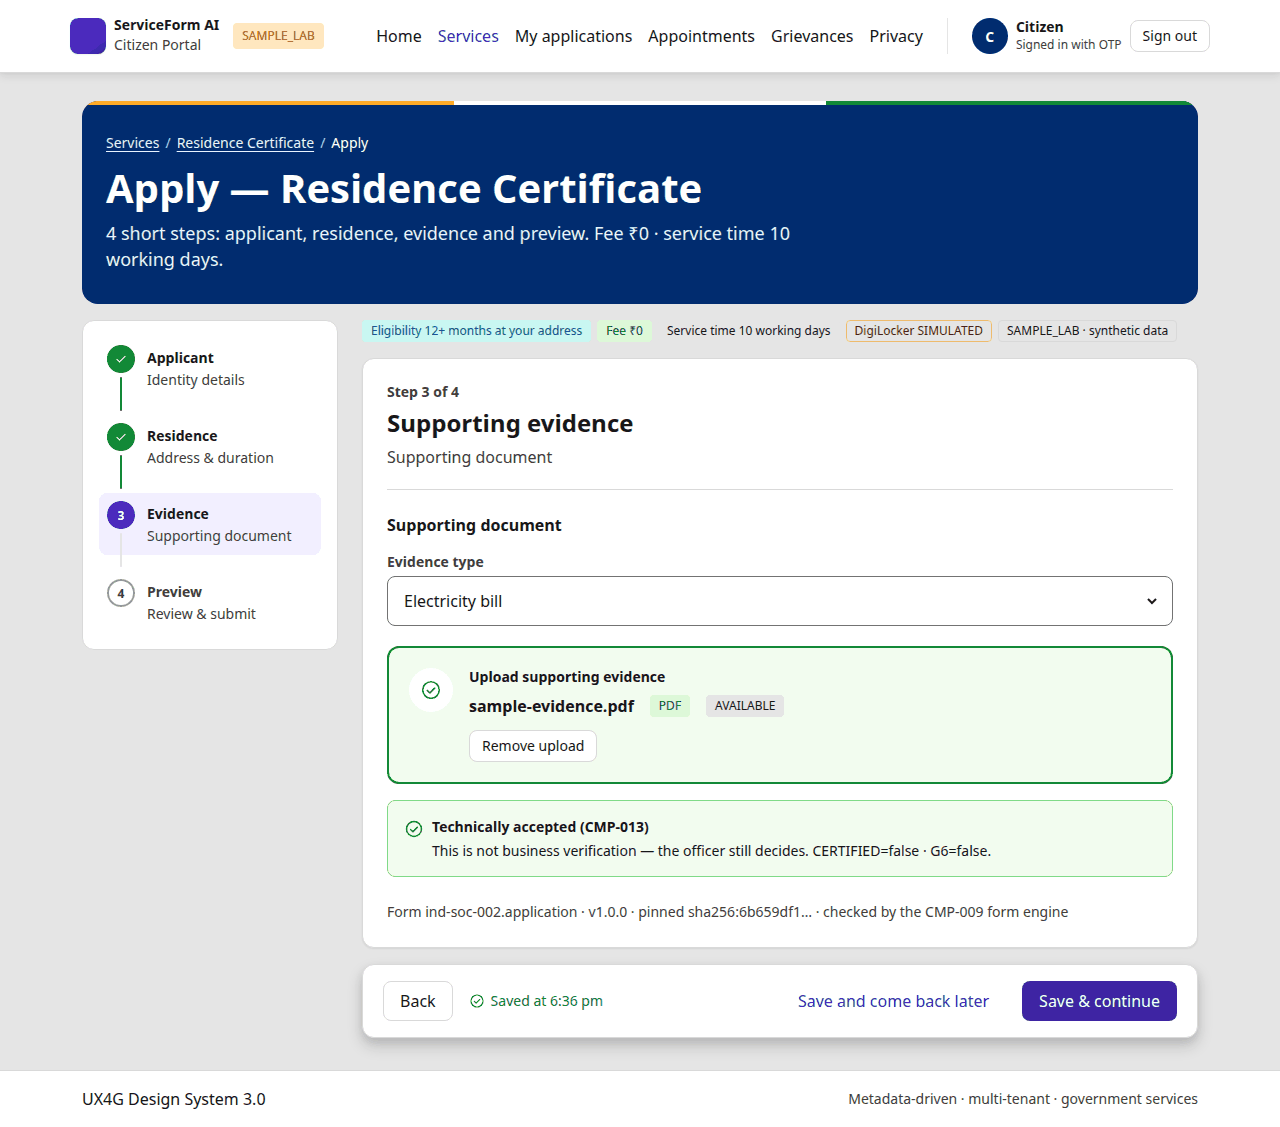 ServiceForm AI
Citizen Portal
SAMPLE_LAB
Home Services My applications Appointments Grievances Privacy
C
Citizen
Signed in with OTP
Sign out
Services / Residence Certificate / Apply
Apply — Residence Certificate
4 short steps: applicant, residence, evidence and preview. Fee ₹0 · service time 10
working days.
Applicant
Identity details
Residence
Address & duration
3
Evidence
Supporting document
4
Preview
Review & submit
Eligibility 12+ months at your address Fee ₹0 Service time 10 working days DigiLocker SIMULATED SAMPLE_LAB · synthetic data
Step 3 of 4
Supporting evidence
Supporting document
Supporting document
Evidence type
Electricity bill
Upload supporting evidence
sample-evidence.pdf PDF AVAILABLE
Remove upload
Technically accepted (CMP-013)
This is not business verification — the officer still decides. CERTIFIED=false · G6=false.
Form ind-soc-002.application · v1.0.0 · pinned sha256:6b659df1… · checked by the CMP-009 form engine
Back Saved at 6:36 pm Save and come back later Save & continue
UX4G Design System 3.0 Metadata-driven · multi-tenant · government services